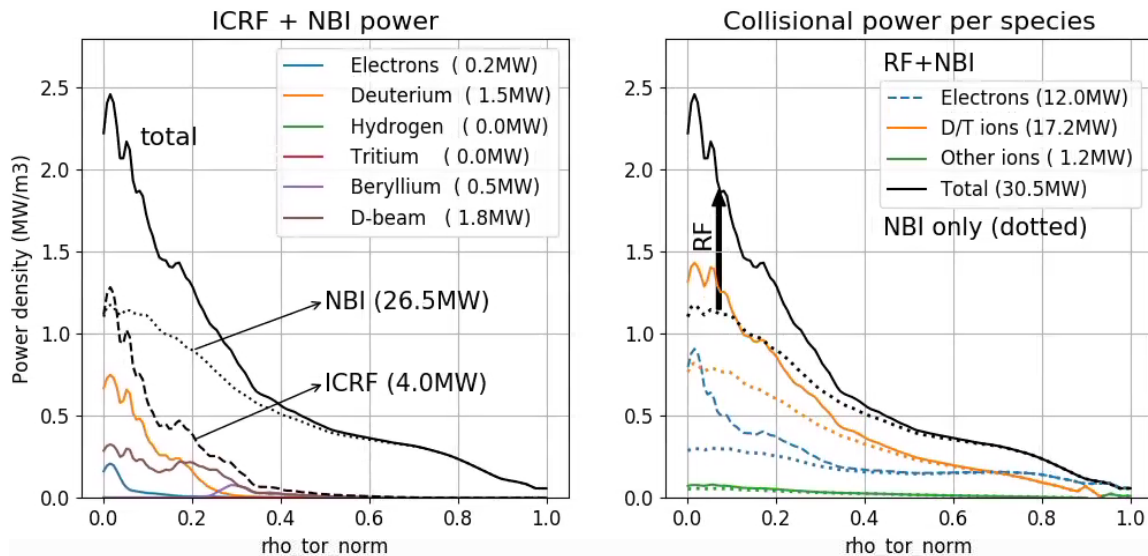 ICRF + NBI power
Power density (MW/m3)
2.5
2.0
1.5
1.0
0.5
0.0
total
Electrons ( 0.2MW)
Deuterium ( 1.5MW)
Hydrogen ( 0.0MW)
Tritium ( 0.0MW)
Beryllium ( 0.5MW)
D-beam ( 1.8MW)
NBI (26.5MW)
ICRF (4.0MW)
0.0 0.2 0.4 0.6 0.8 1.0
rho_tor_norm
Collisional power per species
2.5
2.0
1.5
1.0
0.5
0.0
RF+NBI
Electrons (12.0MW)
D/T ions (17.2MW)
Other ions ( 1.2MW)
Total (30.5MW)
NBI only (dotted)
RF
0.0 0.2 0.4 0.6 0.8 1.0
rho_tor_norm